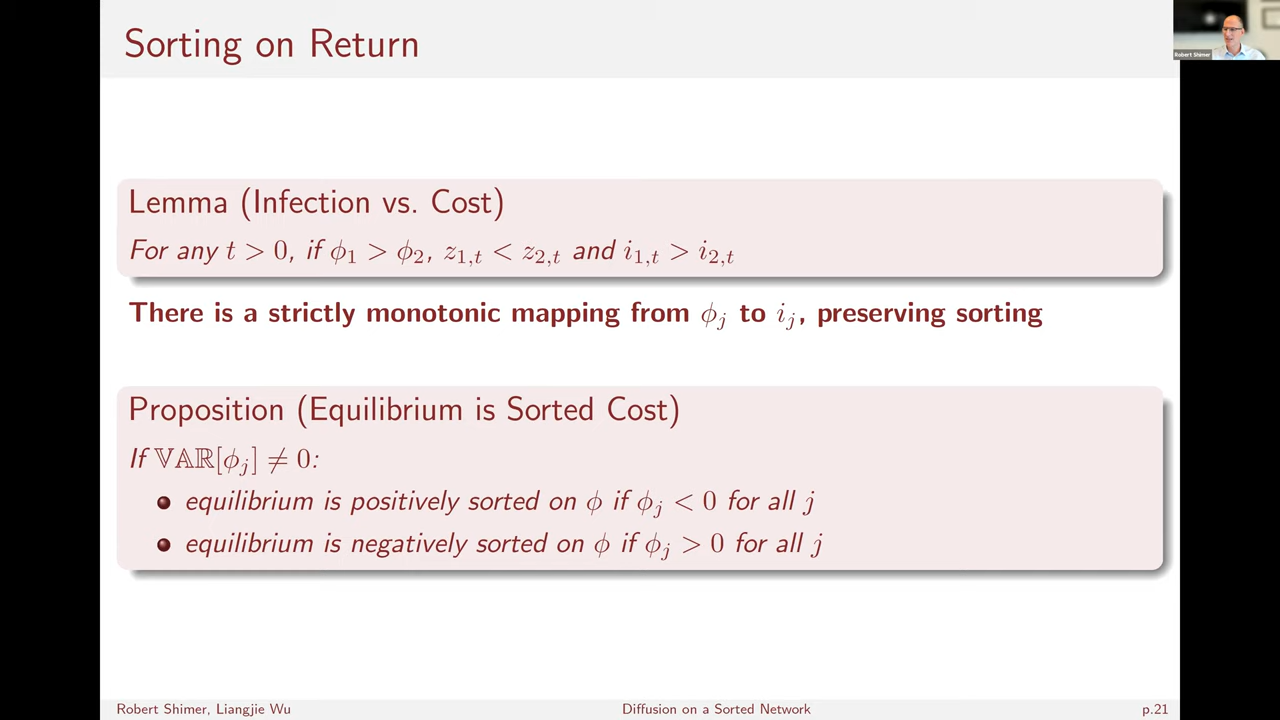 Sorting on Return
Robert Shimer
Lemma (Infection vs. Cost)
For any t > 0, if ϕ₁ > ϕ₂, z₁,ₜ < z₂,ₜ and i₁,ₜ > i₂,ₜ
There is a strictly monotonic mapping from ϕⱼ to iⱼ, preserving sorting
Proposition (Equilibrium is Sorted Cost)
If 𝕍𝔸ℝ[ϕⱼ] ≠ 0:
• equilibrium is positively sorted on ϕ if ϕⱼ < 0 for all j
• equilibrium is negatively sorted on ϕ if ϕⱼ > 0 for all j
Robert Shimer, Liangjie Wu
Diffusion on a Sorted Network
p.21